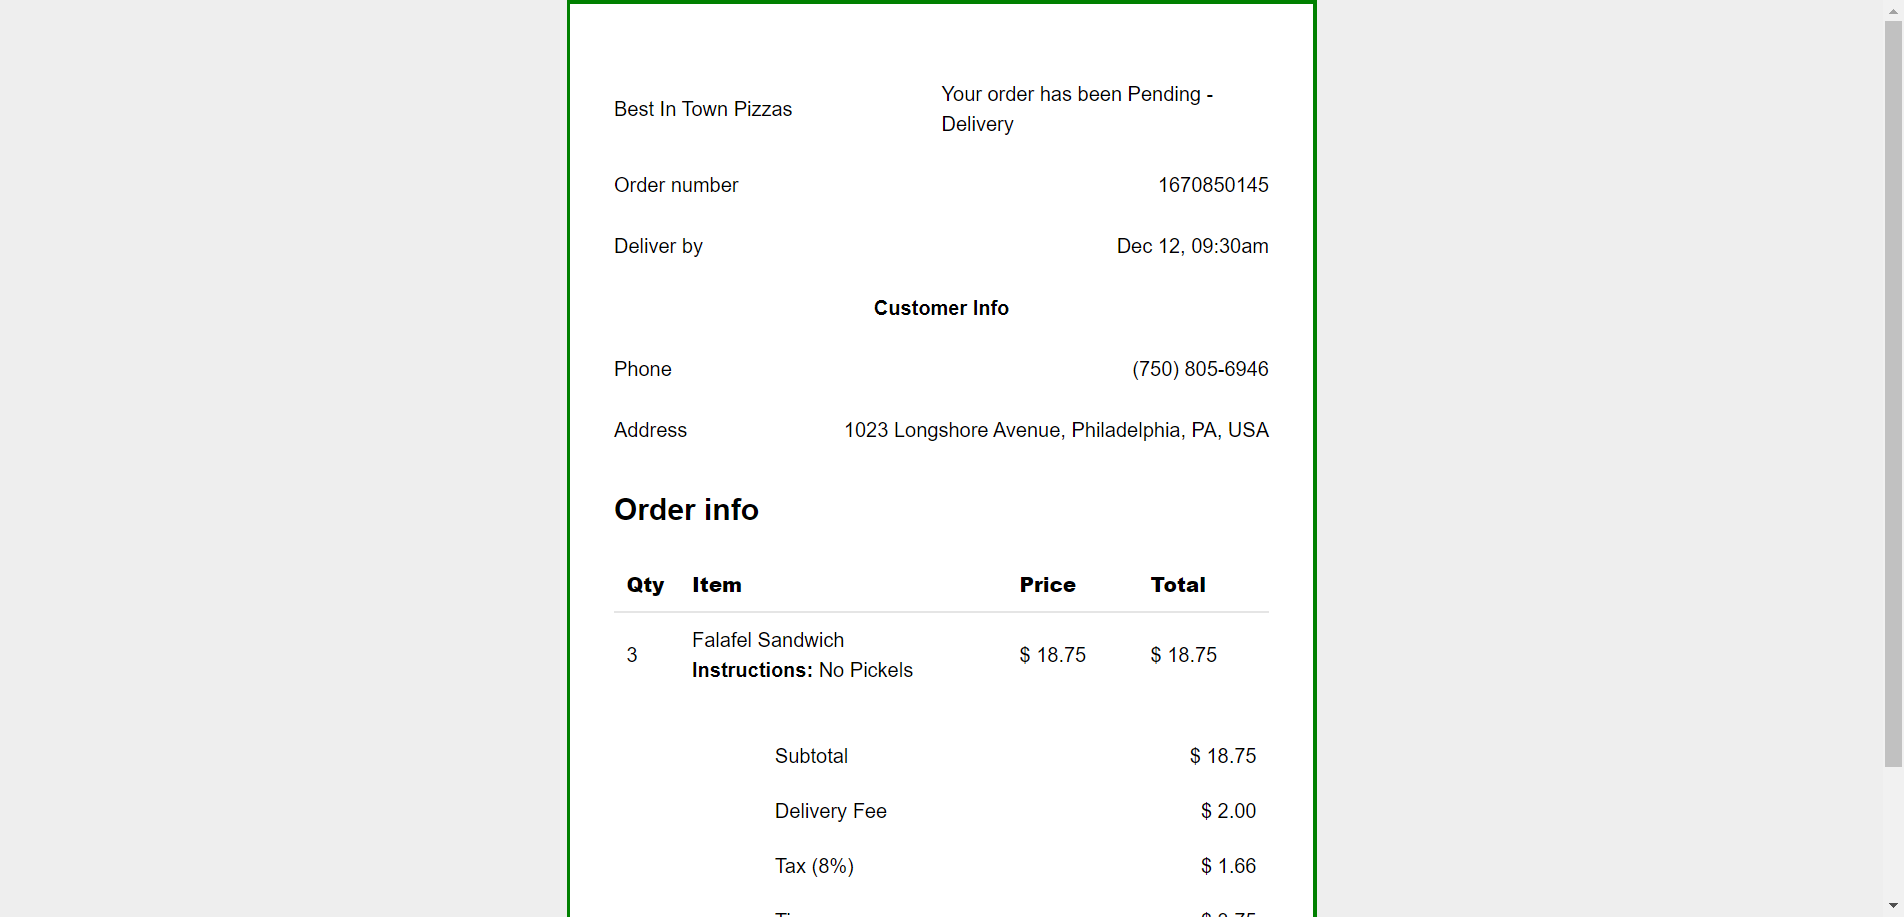 Best In Town Pizzas
Your order has been Pending -
Delivery
Order number 1670850145
Deliver by Dec 12, 09:30am
Customer Info
Phone (750) 805-6946
Address 1023 Longshore Avenue, Philadelphia, PA, USA
Order info
Qty Item Price Total
3 Falafel Sandwich $ 18.75 $ 18.75
Instructions: No Pickels
Subtotal $ 18.75
Delivery Fee $ 2.00
Tax (8%) $ 1.66